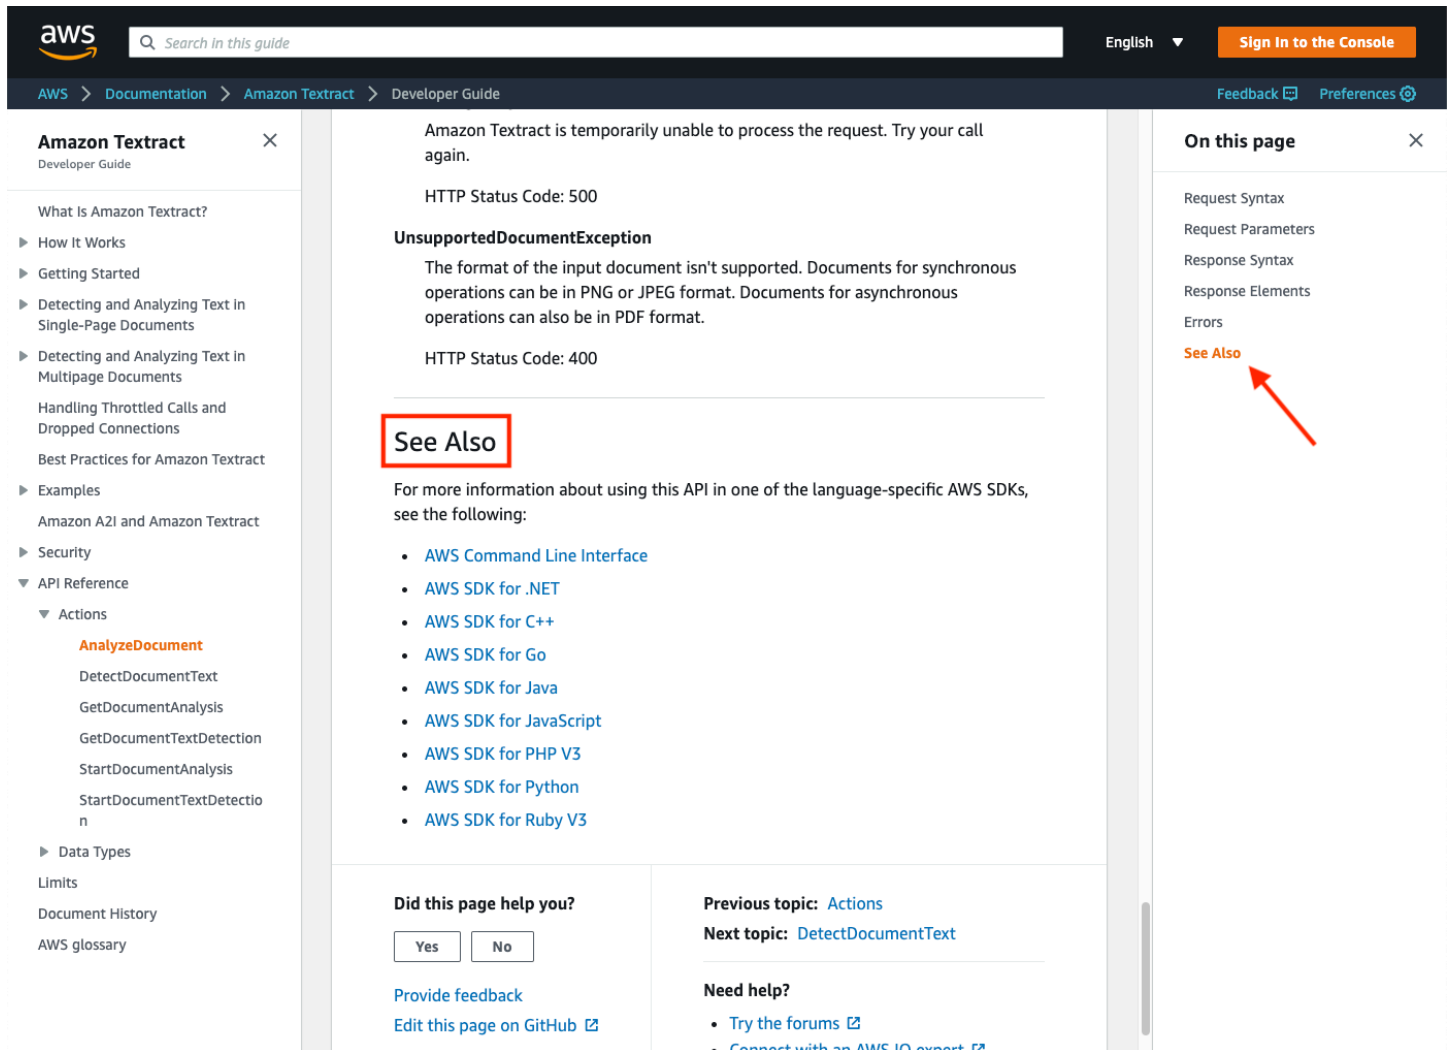 aws
Search in this guide
English
Sign In to the Console
AWS
Documentation
Amazon Textract
Developer Guide
Feedback
Preferences
Amazon Textract
Developer Guide
What Is Amazon Textract?
How It Works
Getting Started
Detecting and Analyzing Text in
Single-Page Documents
Detecting and Analyzing Text in
Multipage Documents
Handling Throttled Calls and
Dropped Connections
Best Practices for Amazon Textract
Examples
Amazon A2I and Amazon Textract
Security
API Reference
Actions
AnalyzeDocument
DetectDocumentText
GetDocumentAnalysis
GetDocumentTextDetection
StartDocumentAnalysis
StartDocumentTextDetectio
n
Data Types
Limits
Document History
AWS glossary
Amazon Textract is temporarily unable to process the request. Try your call
again.
HTTP Status Code: 500
UnsupportedDocumentException
The format of the input document isn't supported. Documents for synchronous
operations can be in PNG or JPEG format. Documents for asynchronous
operations can also be in PDF format.
HTTP Status Code: 400
See Also
For more information about using this API in one of the language-specific AWS SDKs,
see the following:
• AWS Command Line Interface
• AWS SDK for .NET
• AWS SDK for C++
• AWS SDK for Go
• AWS SDK for Java
• AWS SDK for JavaScript
• AWS SDK for PHP V3
• AWS SDK for Python
• AWS SDK for Ruby V3
Did this page help you?
Yes
No
Provide feedback
Edit this page on GitHub
Previous topic: Actions
Next topic: DetectDocumentText
Need help?
• Try the forums
• Connect with an AWS IQ expert
On this page
Request Syntax
Request Parameters
Response Syntax
Response Elements
Errors
See Also